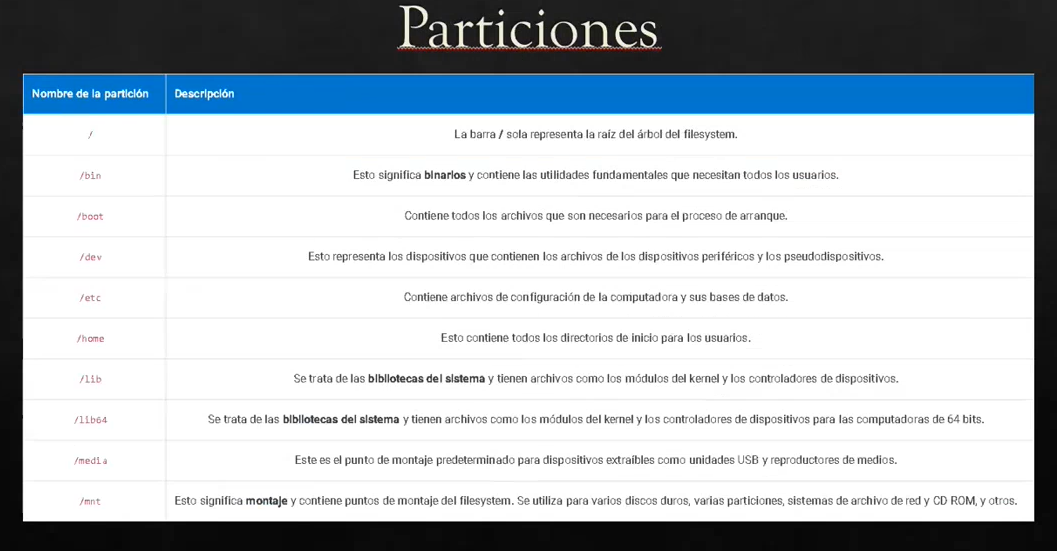 Particiones
Nombre de la partición Descripción
/ La barra / sola representa la raíz del árbol del filesystem.
/bin Esto significa binarios y contiene las utilidades fundamentales que necesitan todos los usuarios.
/boot Contiene todos los archivos que son necesarios para el proceso de arranque.
/dev Esto representa los dispositivos que contienen los archivos de los dispositivos periféricos y los pseudodispositivos.
/etc Contiene archivos de configuración de la computadora y sus bases de datos.
/home Esto contiene todos los directorios de inicio para los usuarios.
/lib Se trata de las bibliotecas del sistema y tienen archivos como los módulos del kernel y los controladores de dispositivos.
/lib64 Se trata de las bibliotecas del sistema y tienen archivos como los módulos del kernel y los controladores de dispositivos para las computadoras de 64 bits.
/media Este es el punto de montaje predeterminado para dispositivos extraíbles como unidades USB y reproductores de medios.
/mnt Esto significa montaje y contiene puntos de montaje del filesystem. Se utiliza para varios discos duros, varias particiones, sistemas de archivo de red y CD ROM, y otros.